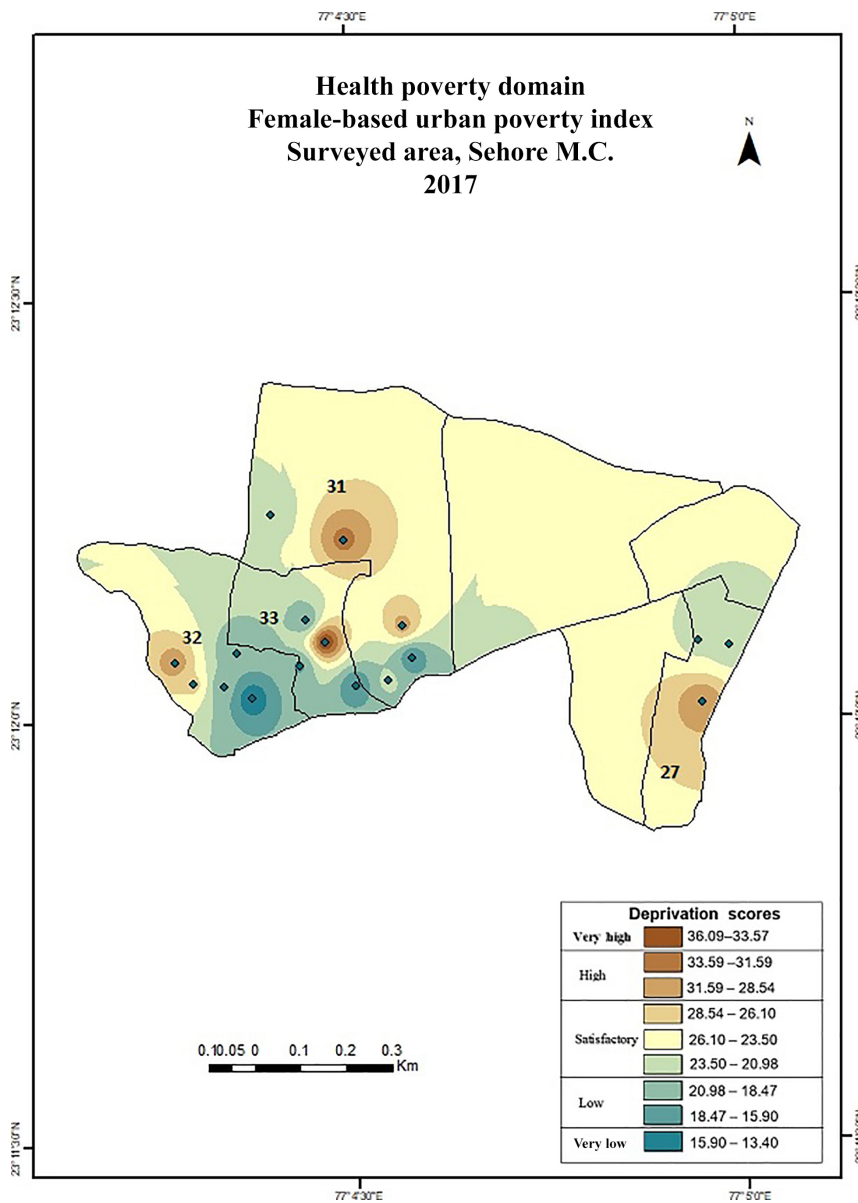 77°4'30"E 77°5'0"E
Health poverty domain
Female-based urban poverty index
Surveyed area, Sehore M.C.
2017
N
23°12'30"N
31
33
32
23°12'0"N
27
Deprivation scores
Very high 36.09–33.57
High 33.59–31.59
31.59–28.54
Satisfactory 28.54–26.10
26.10–23.50
23.50–20.98
Low 20.98–18.47
18.47–15.90
Very low 15.90–13.40
0.10.05 0 0.1 0.2 0.3
Km
23°11'30"N
77°4'30"E 77°5'0"E